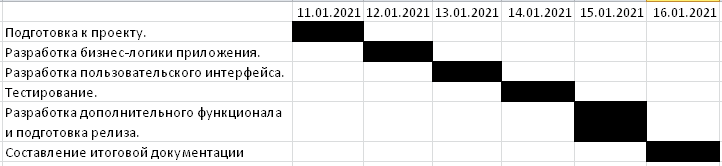 11.01.2021 12.01.2021 13.01.2021 14.01.2021 15.01.2021 16.01.2021
Подготовка к проекту.
Разработка бизнес-логики приложения.
Разработка пользовательского интерфейса.
Тестирование.
Разработка дополнительного функционала
и подготовка релиза.
Составление итоговой документации